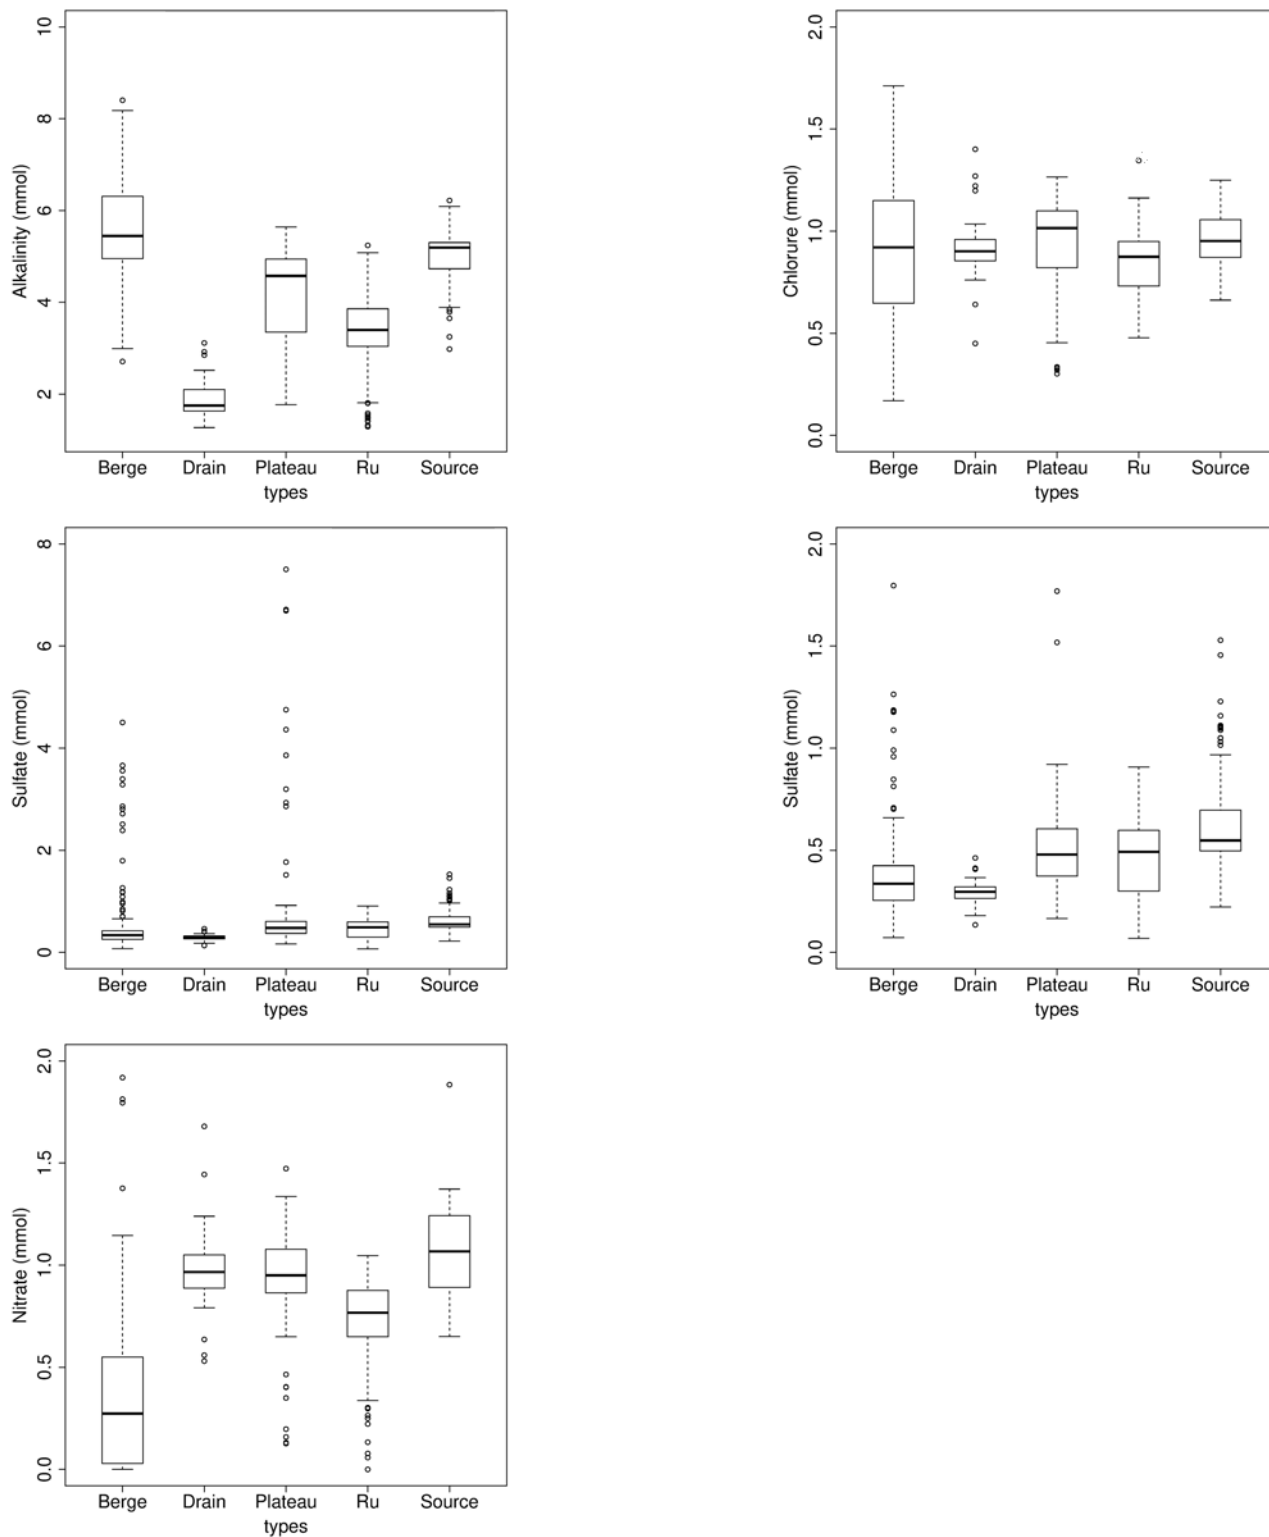 Alkalinity (mmol)
10
8
6
4
2
Berge Drain Plateau Ru Source
types
Chlorure (mmol)
2.0
1.5
1.0
0.5
0.0
Berge Drain Plateau Ru Source
types
Sulfate (mmol)
8
6
4
2
0
Berge Drain Plateau Ru Source
types
Sulfate (mmol)
2.0
1.5
1.0
0.5
0.0
Berge Drain Plateau Ru Source
types
Nitrate (mmol)
2.0
1.5
1.0
0.5
0.0
Berge Drain Plateau Ru Source
types